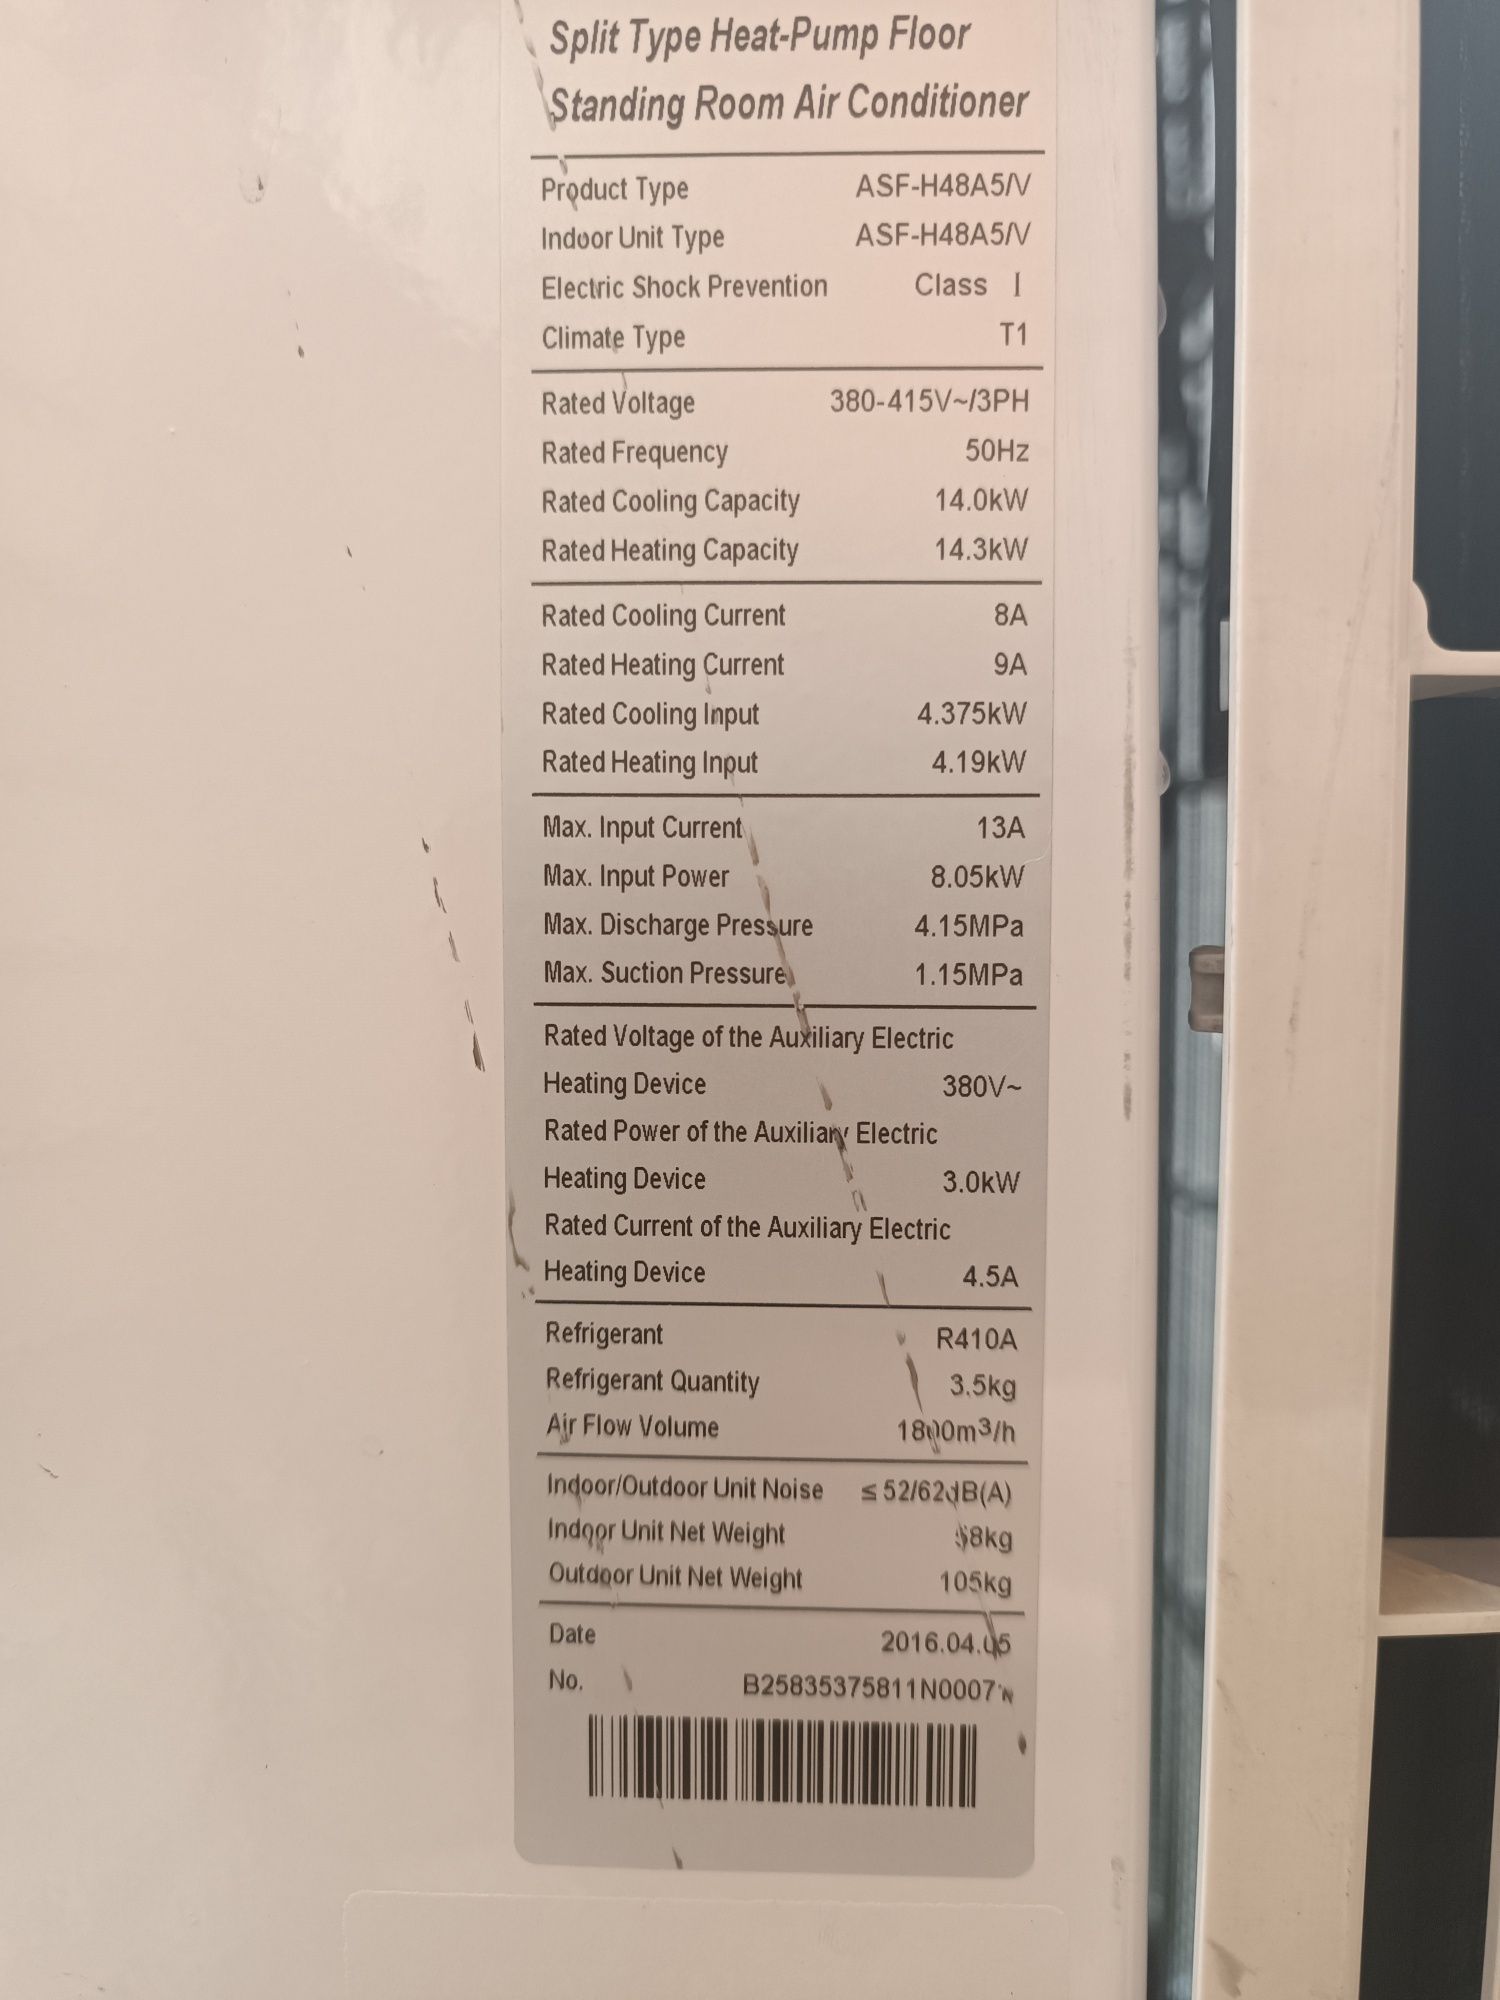 Split Type Heat-Pump Floor
Standing Room Air Conditioner
Product Type ASF-H48A5/V
Indoor Unit Type ASF-H48A5/V
Electric Shock Prevention Class I
Climate Type T1
Rated Voltage 380-415V~/3PH
Rated Frequency 50Hz
Rated Cooling Capacity 14.0kW
Rated Heating Capacity 14.3kW
Rated Cooling Current 8A
Rated Heating Current 9A
Rated Cooling Input 4.375kW
Rated Heating Input 4.19kW
Max. Input Current 13A
Max. Input Power 8.05kW
Max. Discharge Pressure 4.15MPa
Max. Suction Pressure 1.15MPa
Rated Voltage of the Auxiliary Electric
Heating Device 380V~
Rated Power of the Auxiliary Electric
Heating Device 3.0kW
Rated Current of the Auxiliary Electric
Heating Device 4.5A
Refrigerant R410A
Refrigerant Quantity 3.5kg
Air Flow Volume 1800m³/h
Indoor/Outdoor Unit Noise ≤ 52/62dB(A)
Indoor Unit Net Weight
Outdoor Unit Net Weight 105kg
Date 2016.04.05
No.